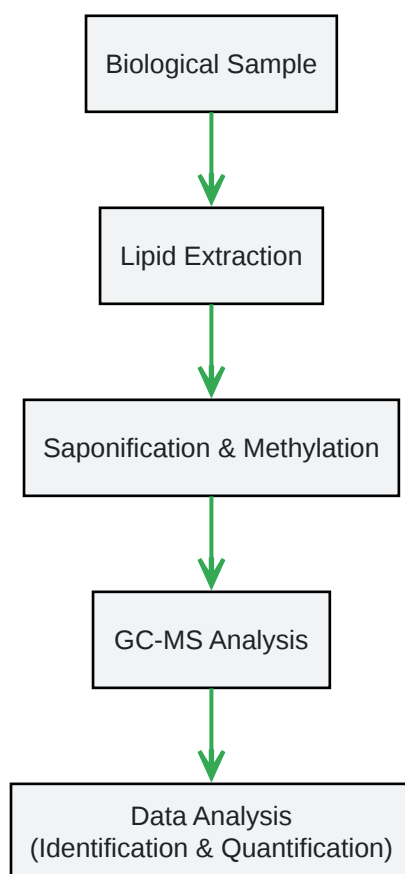 Biological Sample
Lipid Extraction
Saponification & Methylation
GC-MS Analysis
Data Analysis
(Identification & Quantification)